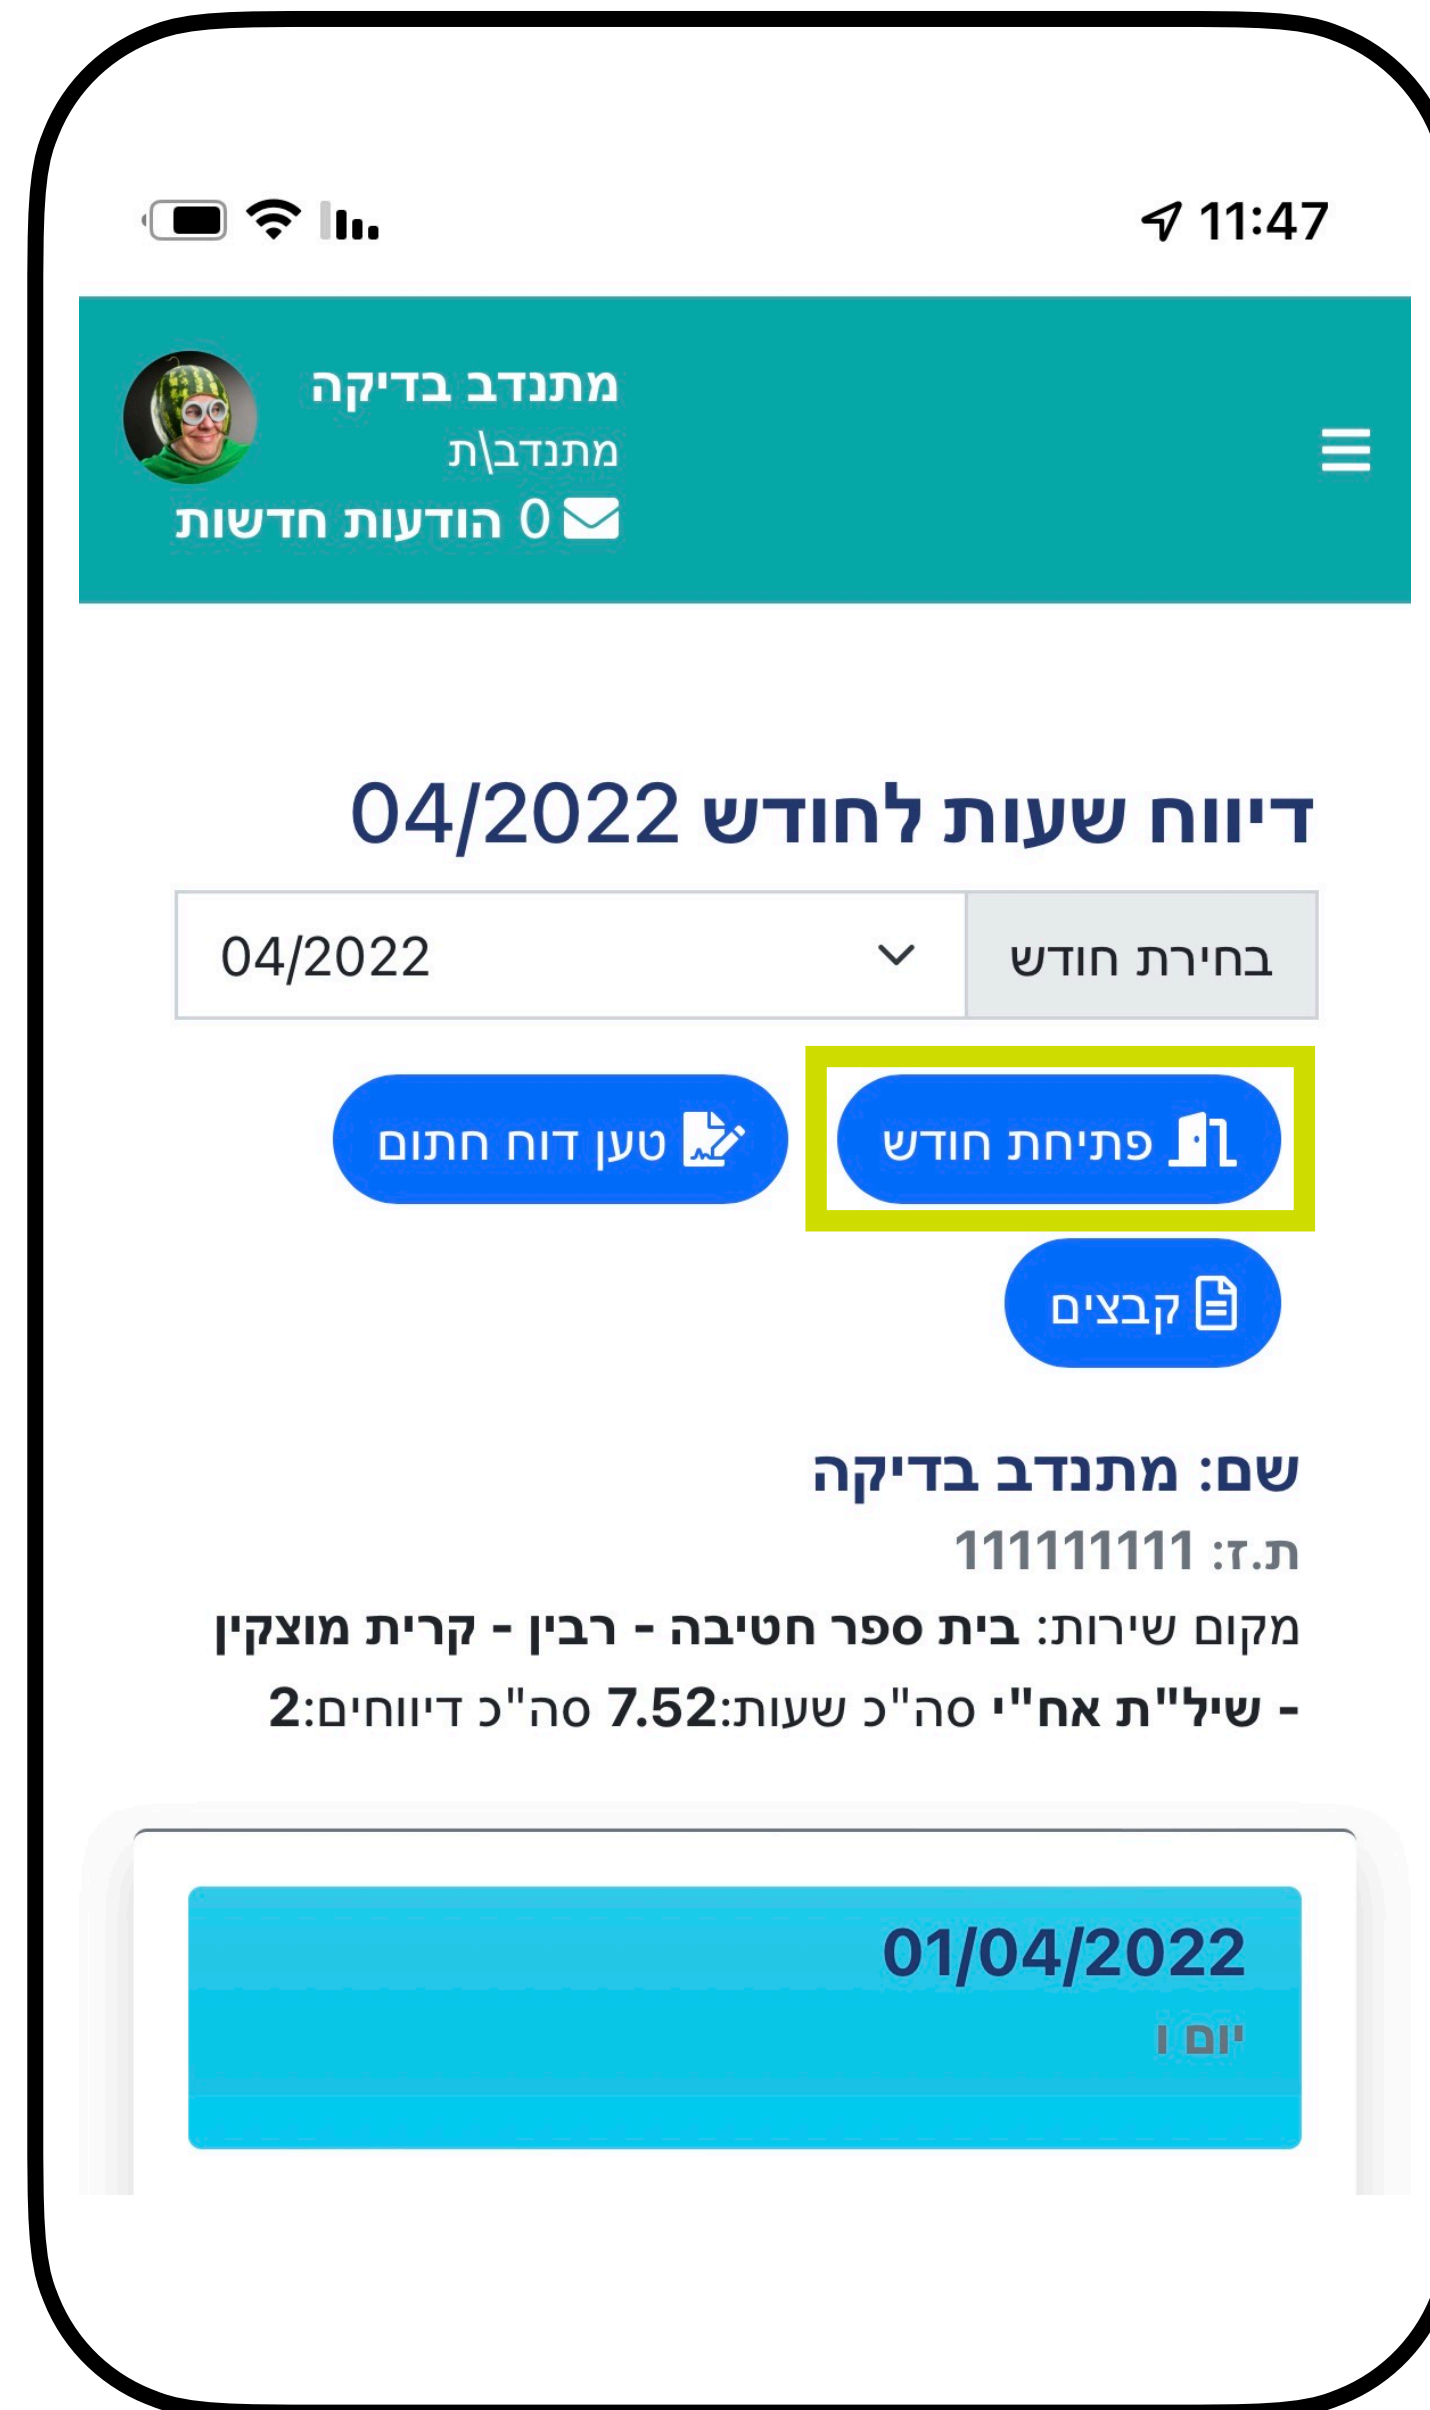 11:47
מתנדב בדיקה
מתנדב\ת
0 הודעות חדשות
דיווח שעות לחודש 04/2022
בחירת חודש
04/2022
פתיחת חודש
טען דוח חתום
קבצים
שם: מתנדב בדיקה
ת.ז: 111111111
מקום שירות: בית ספר חטיבה - רבין - קרית מוצקין
- שיל"ת אח"י סה"כ שעות:7.52 סה"כ דיווחים:2
01/04/2022
יום ו